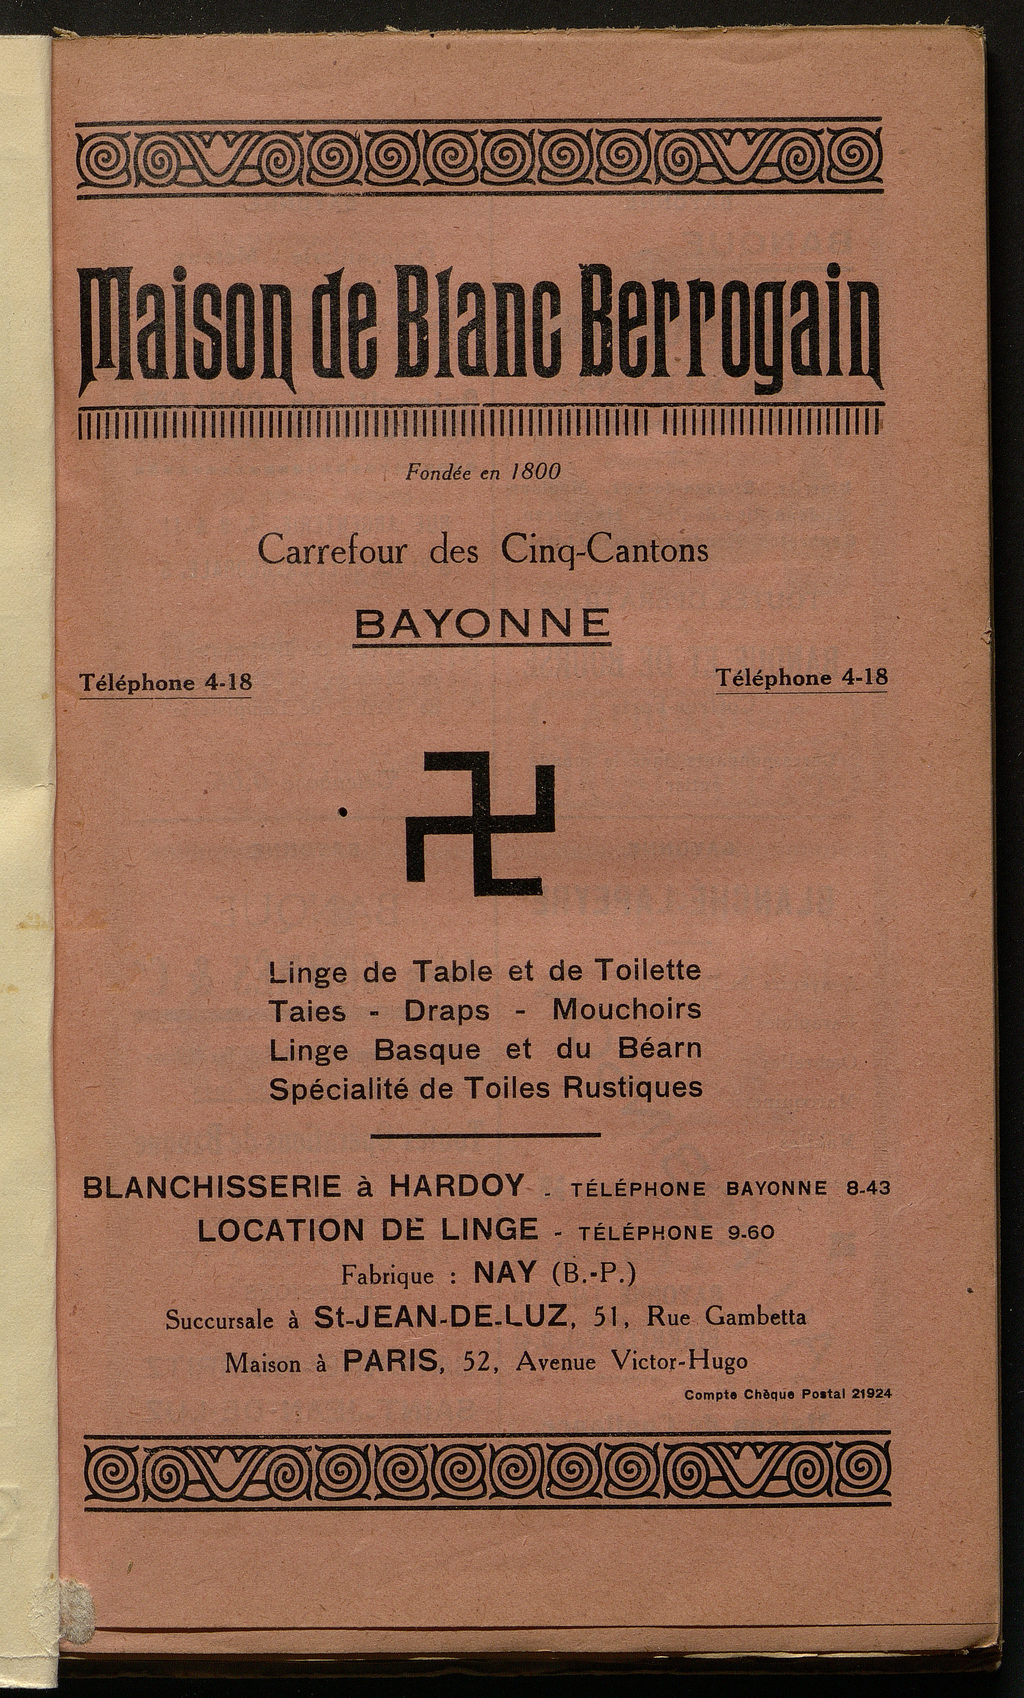 Maison de Blanc Berrogain
Fondée en 1800
Carrefour des Cinq-Cantons
BAYONNE
Téléphone 4-18 Téléphone 4-18
Linge de Table et de Toilette
Taies - Draps - Mouchoirs
Linge Basque et du Béarn
Spécialité de Toiles Rustiques
BLANCHISSERIE à HARDOY - TÉLÉPHONE BAYONNE 8-43
LOCATION DE LINGE - TÉLÉPHONE 9-60
Fabrique : NAY (B.-P.)
Succursale à St-JEAN-DE-LUZ, 51, Rue Gambetta
Maison à PARIS, 52, Avenue Victor-Hugo
Compte Chèque Postal 21924